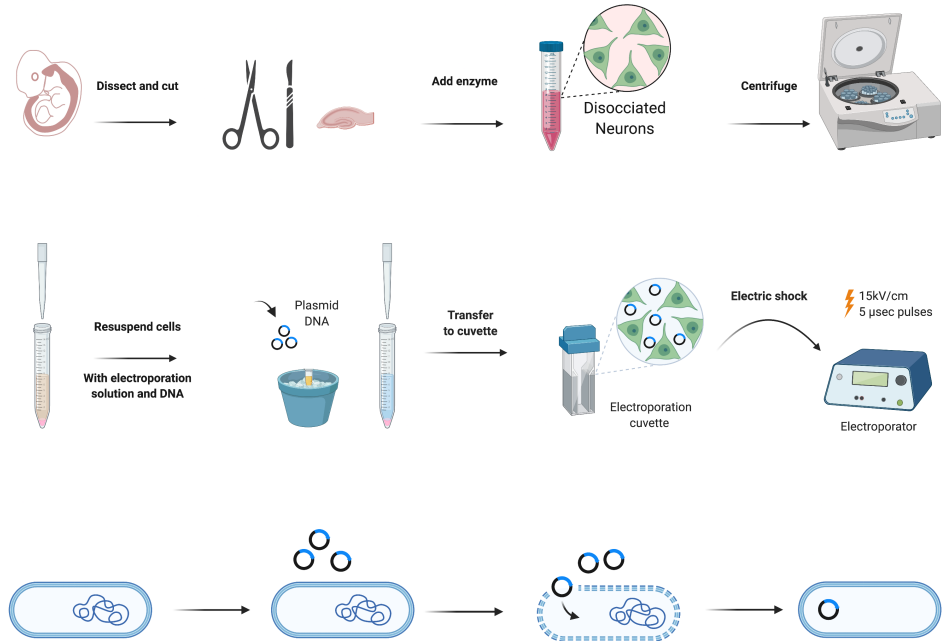 Dissect and cut
Add enzyme
Disocciated
Neurons
Centrifuge
Resuspend cells
With electroporation
solution and DNA
Plasmid
DNA
Transfer
to cuvette
Electroporation
cuvette
Electric shock
15kV/cm
5 µsec pulses
Electroporator